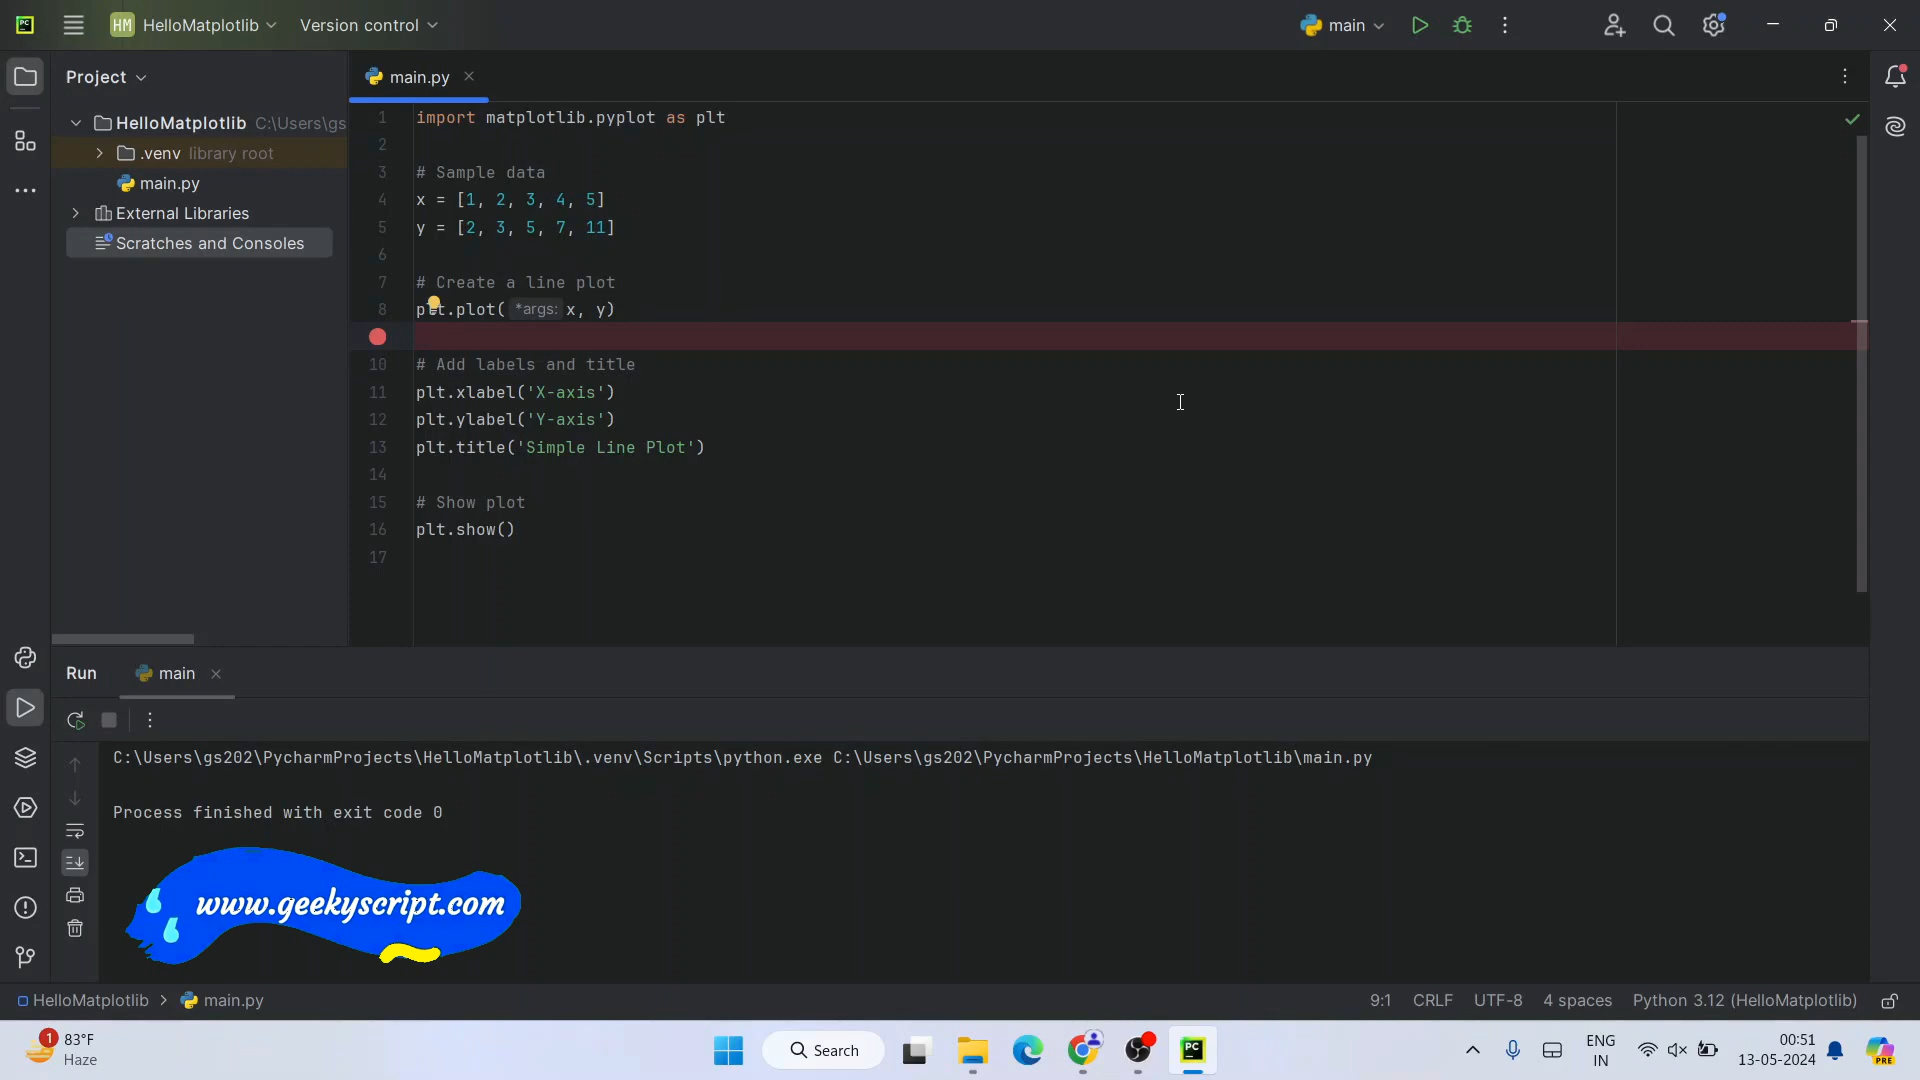 PC HM HelloMatplotlib Version control main
Project
main.py
HelloMatplotlib C:\Users\gs
.venv library root
main.py
External Libraries
Scratches and Consoles
1 import matplotlib.pyplot as plt
2
3 # Sample data
4 x = [1, 2, 3, 4, 5]
5 y = [2, 3, 5, 7, 11]
6
7 # Create a line plot
8 plt.plot( *args: x, y)
10 # Add labels and title
11 plt.xlabel('X-axis')
12 plt.ylabel('Y-axis')
13 plt.title('Simple Line Plot')
14
15 # Show plot
16 plt.show()
17
Run main
C:\Users\gs202\PycharmProjects\HelloMatplotlib\.venv\Scripts\python.exe C:\Users\gs202\PycharmProjects\HelloMatplotlib\main.py
Process finished with exit code 0
www.geekyscript.com
HelloMatplotlib main.py 9:1 CRLF UTF-8 4 spaces Python 3.12 (HelloMatplotlib)
1 83°F
Haze
Search
PC
ENG
IN
00:51
13-05-2024
PRE